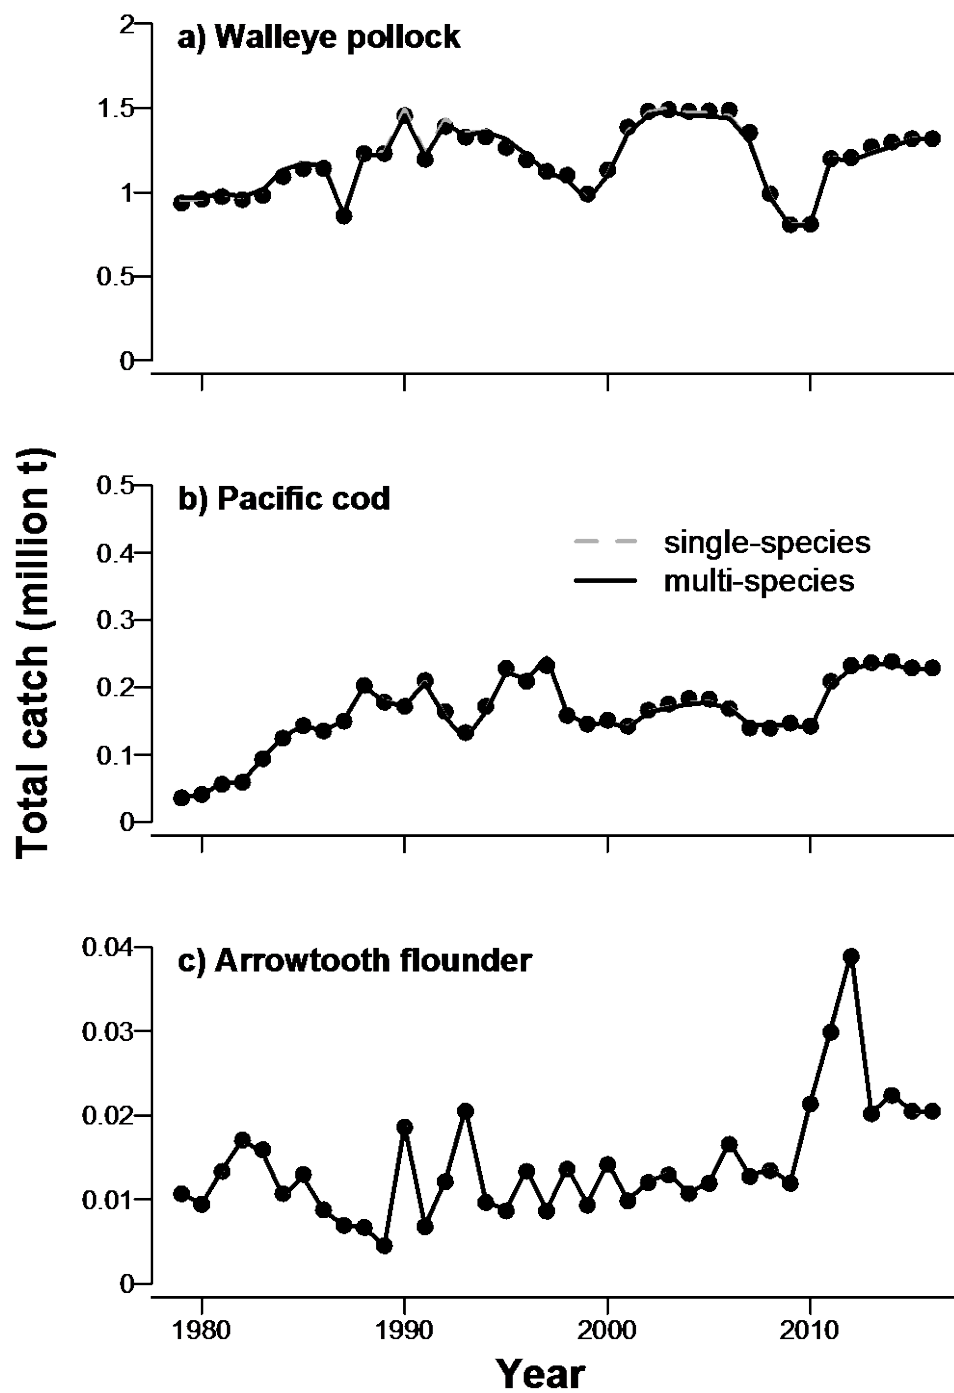 a) Walleye pollock
2
1.5
1
0.5
0
b) Pacific cod
0.5
0.4
0.3
0.2
0.1
0
single-species
multi-species
Total catch (million t)
c) Arrowtooth flounder
0.04
0.03
0.02
0.01
0
1980 1990 2000 2010
Year